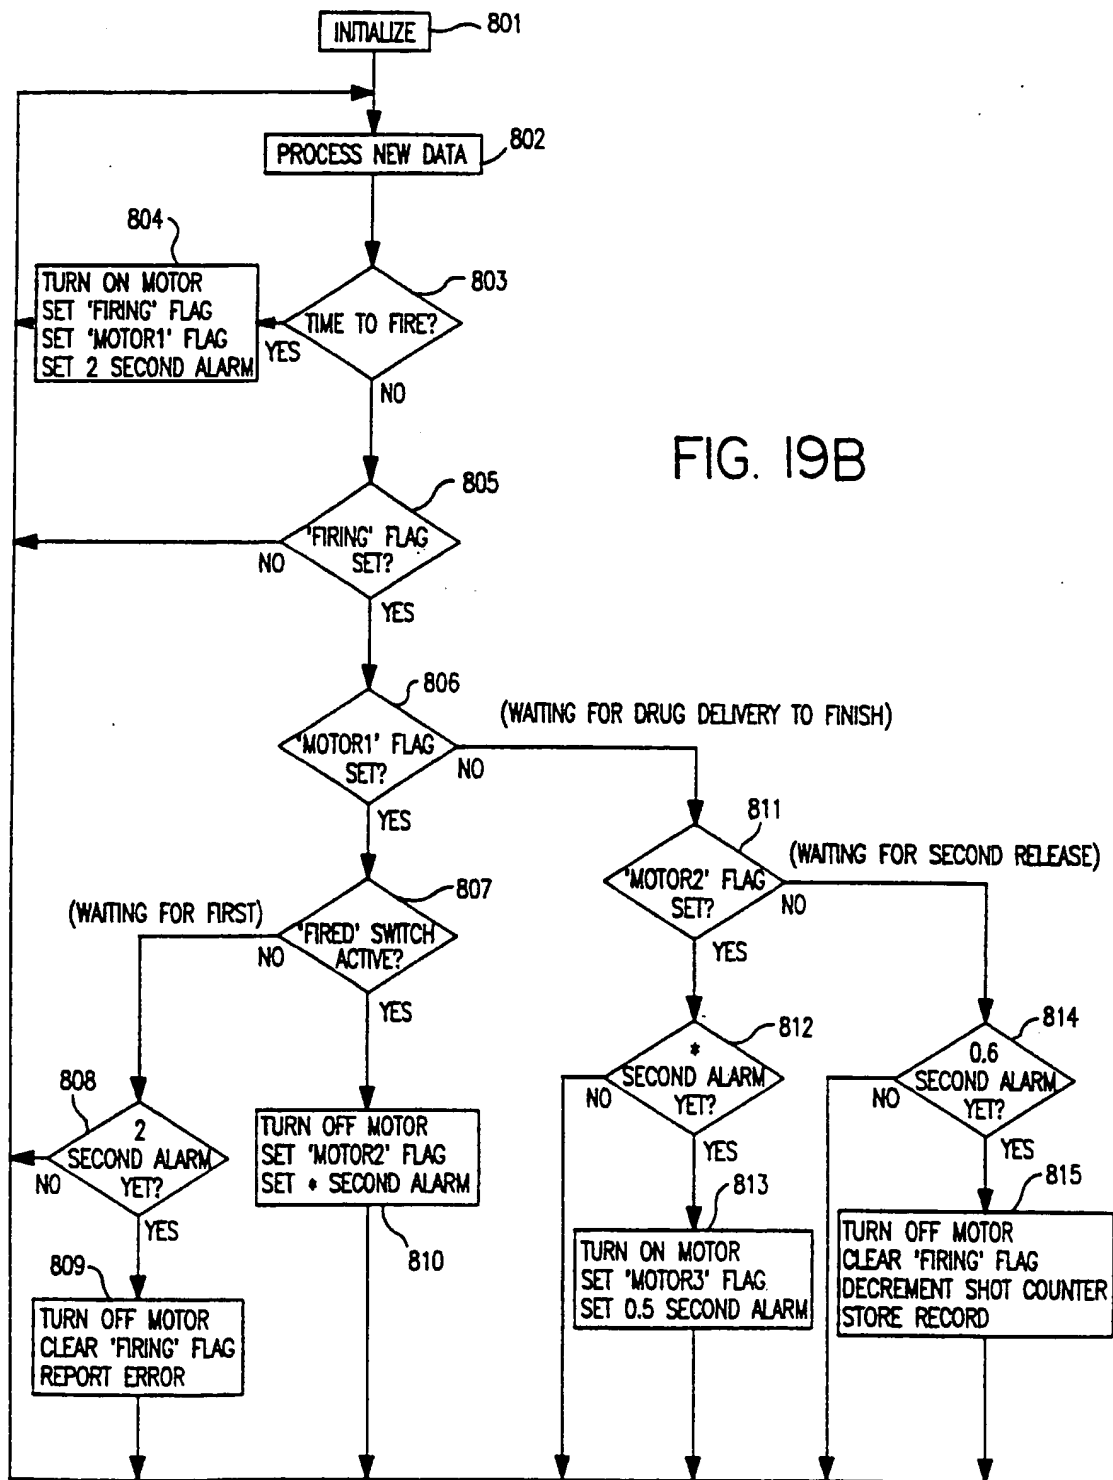 INITIALIZE
801
PROCESS NEW DATA
802
804
TURN ON MOTOR
SET 'FIRING' FLAG
SET 'MOTOR1' FLAG
SET 2 SECOND ALARM
803
TIME TO FIRE?
YES
NO
FIG. 19B
805
'FIRING' FLAG
SET?
NO
YES
806
'MOTOR1' FLAG
SET?
NO
YES
(WAITING FOR DRUG DELIVERY TO FINISH)
811
'MOTOR2' FLAG
SET?
NO
YES
(WAITING FOR SECOND RELEASE)
(WAITING FOR FIRST)
807
'FIRED' SWITCH
ACTIVE?
NO
YES
808
2
SECOND ALARM
YET?
NO
YES
TURN OFF MOTOR
SET 'MOTOR2' FLAG
SET * SECOND ALARM
810
812
*
SECOND ALARM
YET?
NO
YES
814
0.6
SECOND ALARM
YET?
NO
YES
809
TURN OFF MOTOR
CLEAR 'FIRING' FLAG
REPORT ERROR
813
TURN ON MOTOR
SET 'MOTOR3' FLAG
SET 0.5 SECOND ALARM
815
TURN OFF MOTOR
CLEAR 'FIRING' FLAG
DECREMENT SHOT COUNTER
STORE RECORD